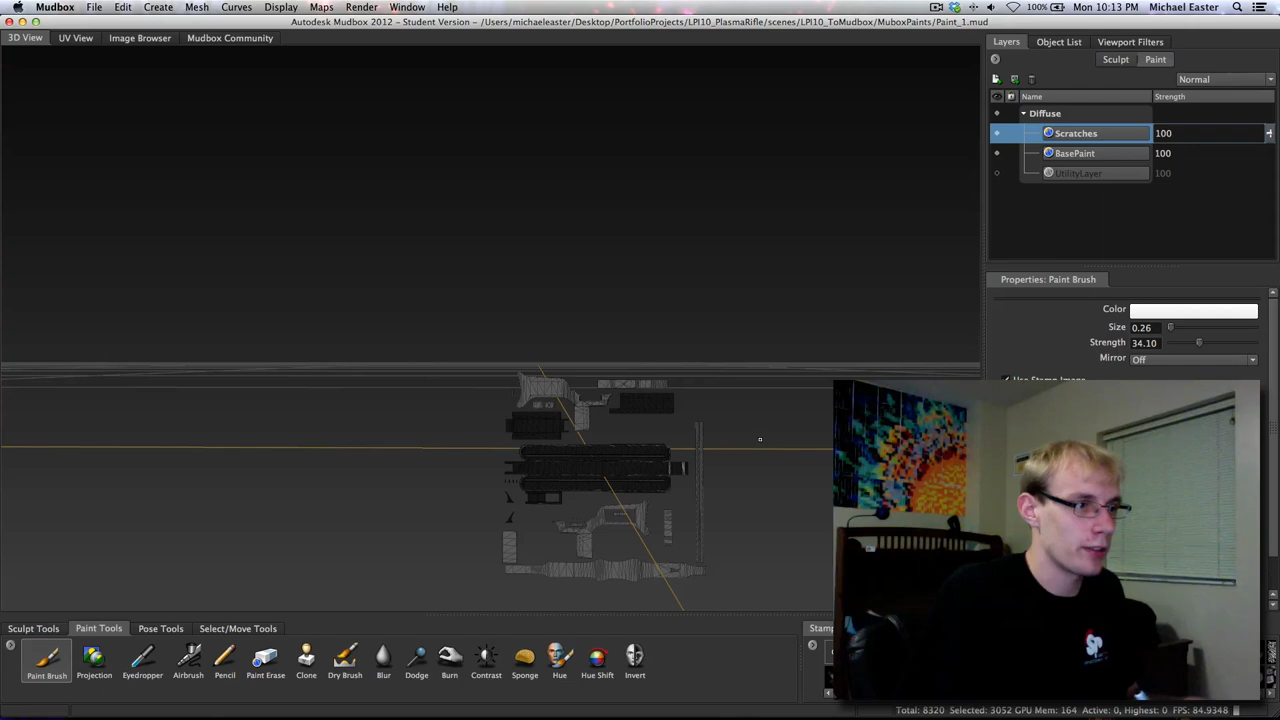 Mudbox File Edit Create Mesh Curves Display Maps Render Window Help 100% Mon 10:13 PM Michael Easter
Autodesk Mudbox 2012 - Student Version - /Users/michaeleaster/Desktop/PortfolioProjects/LPI10_PlasmaRifle/scenes/LPI10_ToMudbox/MuboxPaints/Paint_1.mud
3D View UV View Image Browser Mudbox Community
Layers Object List Viewport Filters
Sculpt Paint
Normal
Name Strength
Diffuse
Scratches 100
BasePaint 100
UtilityLayer 100
Properties: Paint Brush
Color
Size 0.26
Strength 34.10
Mirror Off
Use Stamp Image
Sculpt Tools Paint Tools Pose Tools Select/Move Tools
Paint Brush Projection Eyedropper Airbrush Pencil Paint Erase Clone Dry Brush Blur Dodge Burn Contrast Sponge Hue Hue Shift Invert
Total: 8320 Selected: 3052 GPU Mem: 164 Active: 0, Highest: 0 FPS: 84.9348